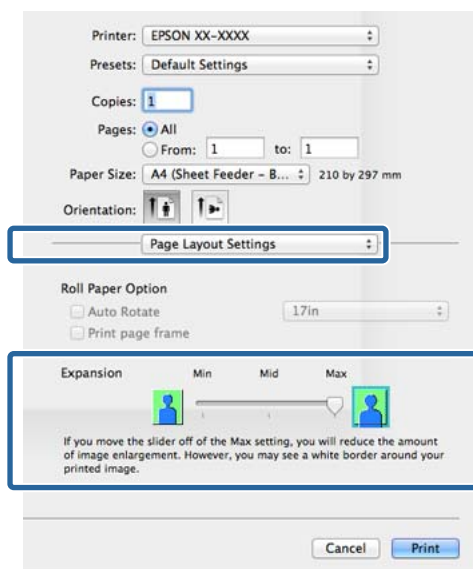 Printer: EPSON XX-XXXX
Presets: Default Settings
Copies: 1
Pages: All
From: 1 to: 1
Paper Size: A4 (Sheet Feeder - B... 210 by 297 mm
Orientation:
Page Layout Settings
Roll Paper Option
Auto Rotate 17in
Print page frame
Expansion Min Mid Max
If you move the slider off of the Max setting, you will reduce the amount
of image enlargement. However, you may see a white border around your
printed image.
Cancel Print